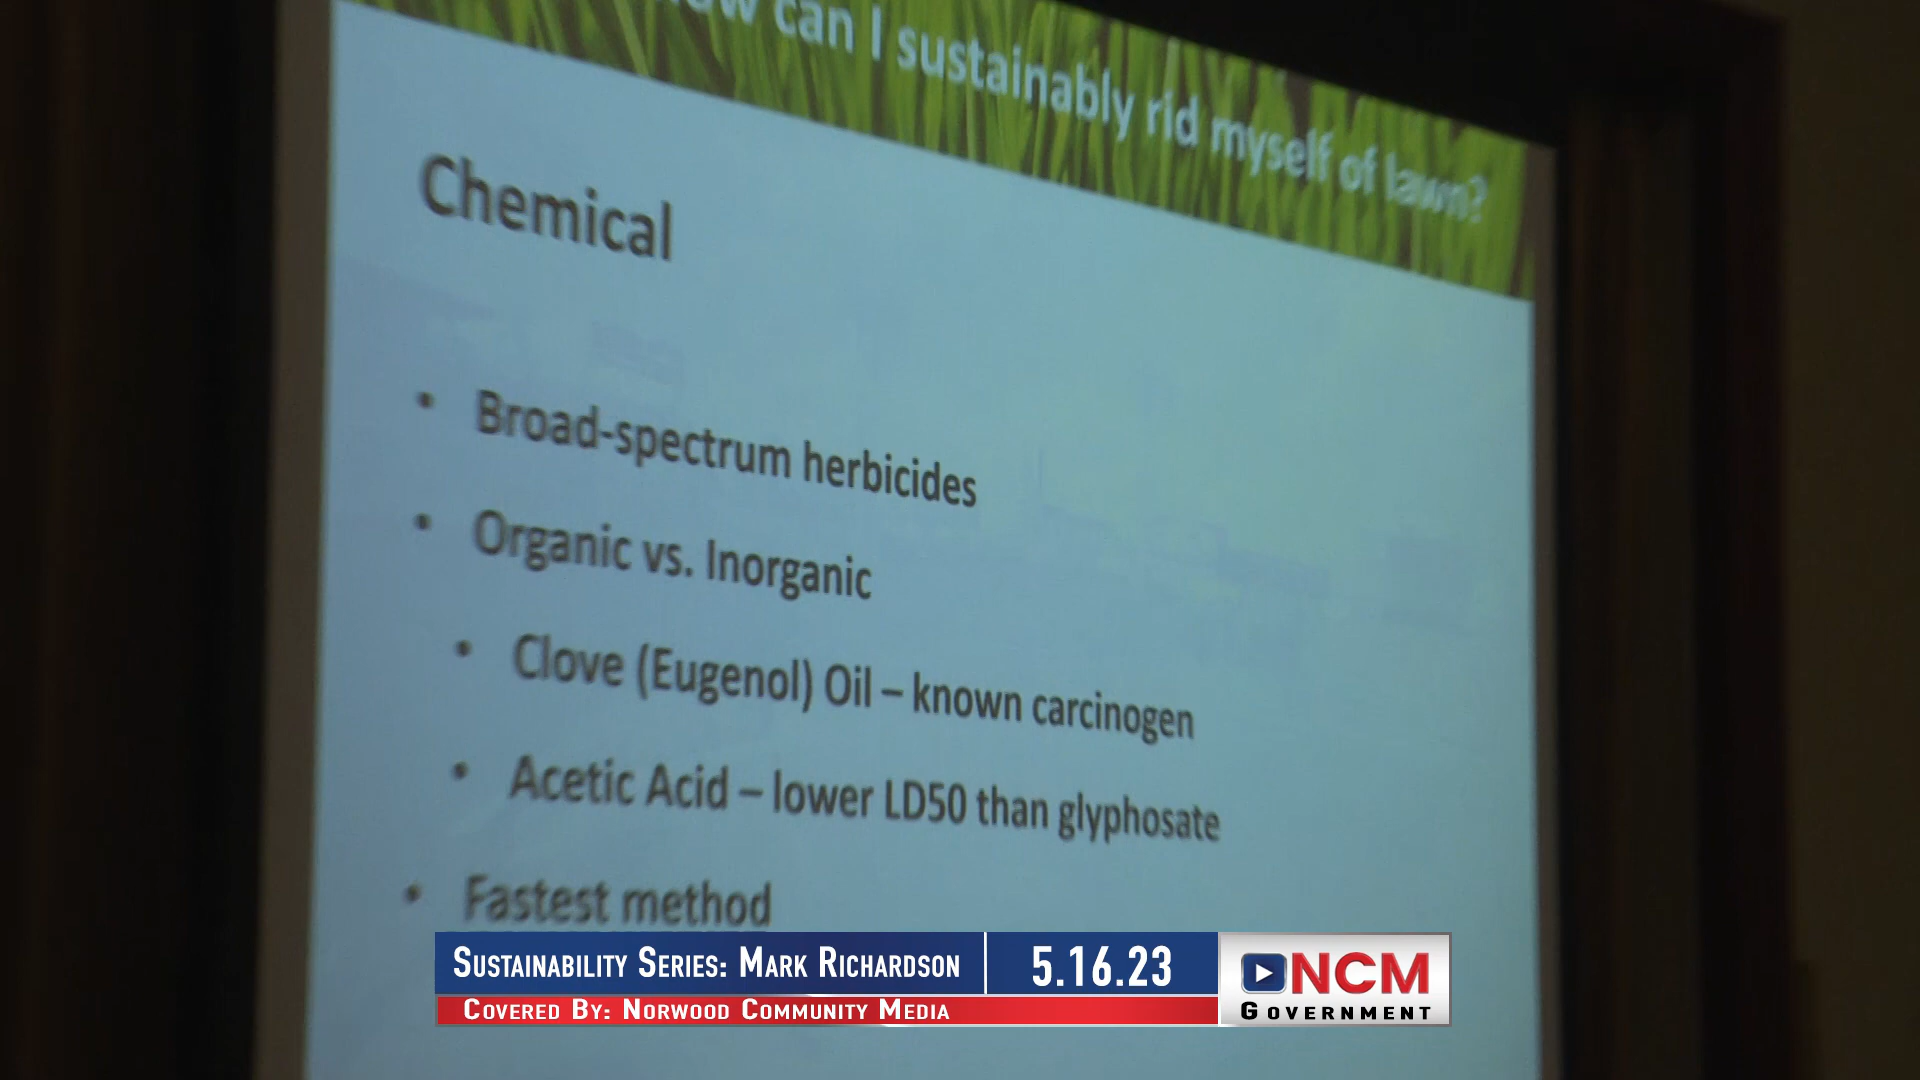 can I sustainably rid myself of lawn?
Chemical
• Broad-spectrum herbicides
• Organic vs. Inorganic
• Clove (Eugenol) Oil – known carcinogen
• Acetic Acid – lower LD50 than glyphosate
• Fastest method
Sustainability Series: Mark Richardson
5.16.23
Covered By: Norwood Community Media
NCM
Government